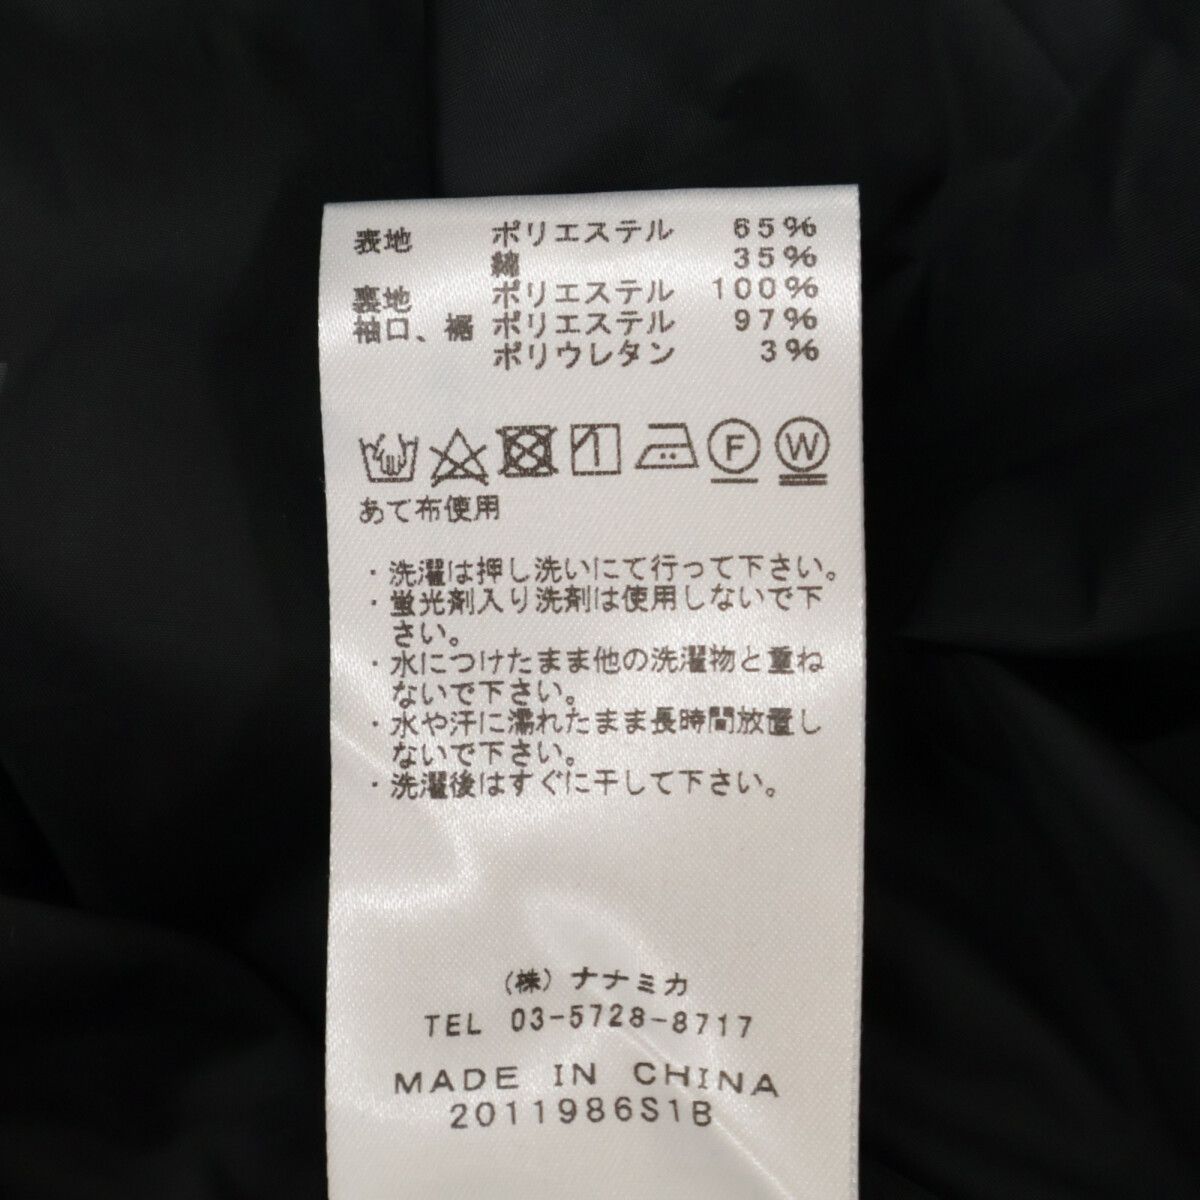 表地 ポリエステル 65%
綿 35%
裏地 ポリエステル 100%
袖口、裾 ポリエステル 97%
ポリウレタン 3%
F W
あて布使用
・洗濯は押し洗いにて行って下さい。
・蛍光剤入り洗剤は使用しないで下
さい。
・水につけたまま他の洗濯物と重ね
ないで下さい。
・水や汗に濡れたまま長時間放置し
ないで下さい。
・洗濯後はすぐに干して下さい。
(株)ナナミカ
TEL 03-5728-8717
MADE IN CHINA
2011986S1B